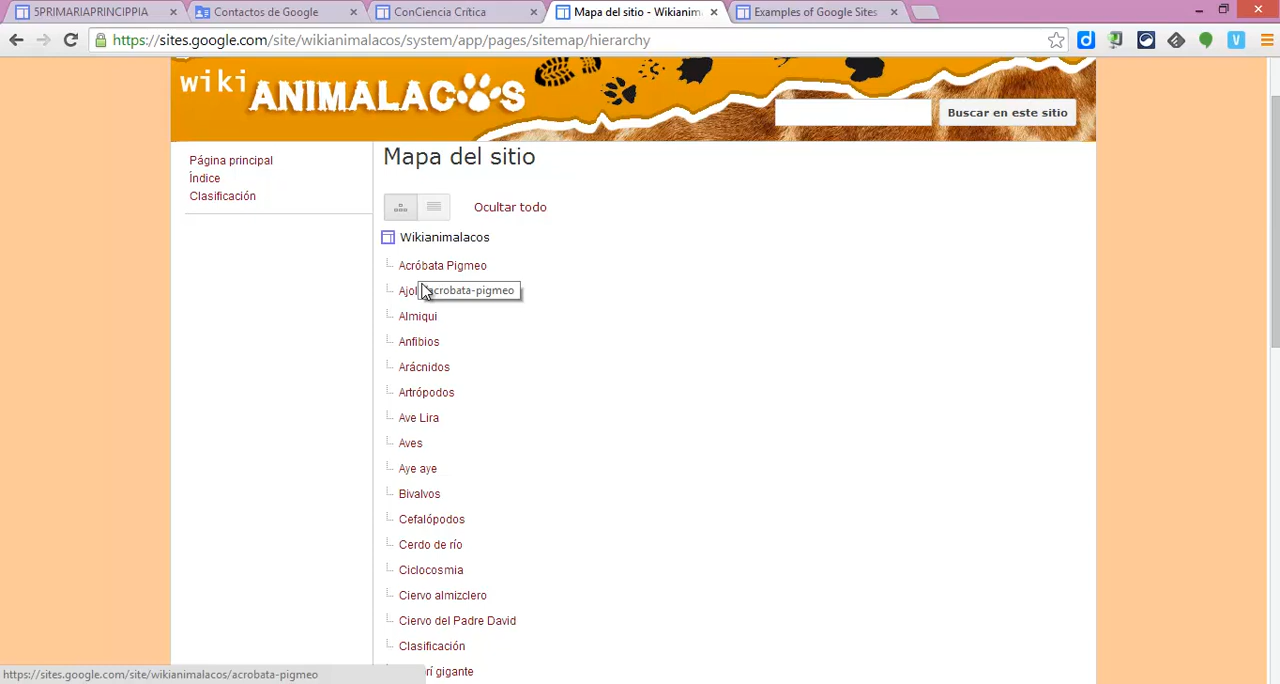 5PRIMARIAPRINCIPPIA
Contactos de Google
ConCiencia Crítica
Mapa del sitio - Wikianim
Examples of Google Sites
https://sites.google.com/site/wikianimalacos/system/app/pages/sitemap/hierarchy
wiki ANIMALACOS
Buscar en este sitio
Página principal
Índice
Clasificación
Mapa del sitio
Ocultar todo
Wikianimalacos
Acróbata Pigmeo
acrobata-pigmeo
Almiqui
Anfibios
Arácnidos
Artrópodos
Ave Lira
Aves
Aye aye
Bivalvos
Cefalópodos
Cerdo de río
Ciclocosmia
Ciervo almizclero
Ciervo del Padre David
Clasificación
gigante
https://sites.google.com/site/wikianimalacos/acrobata-pigmeo